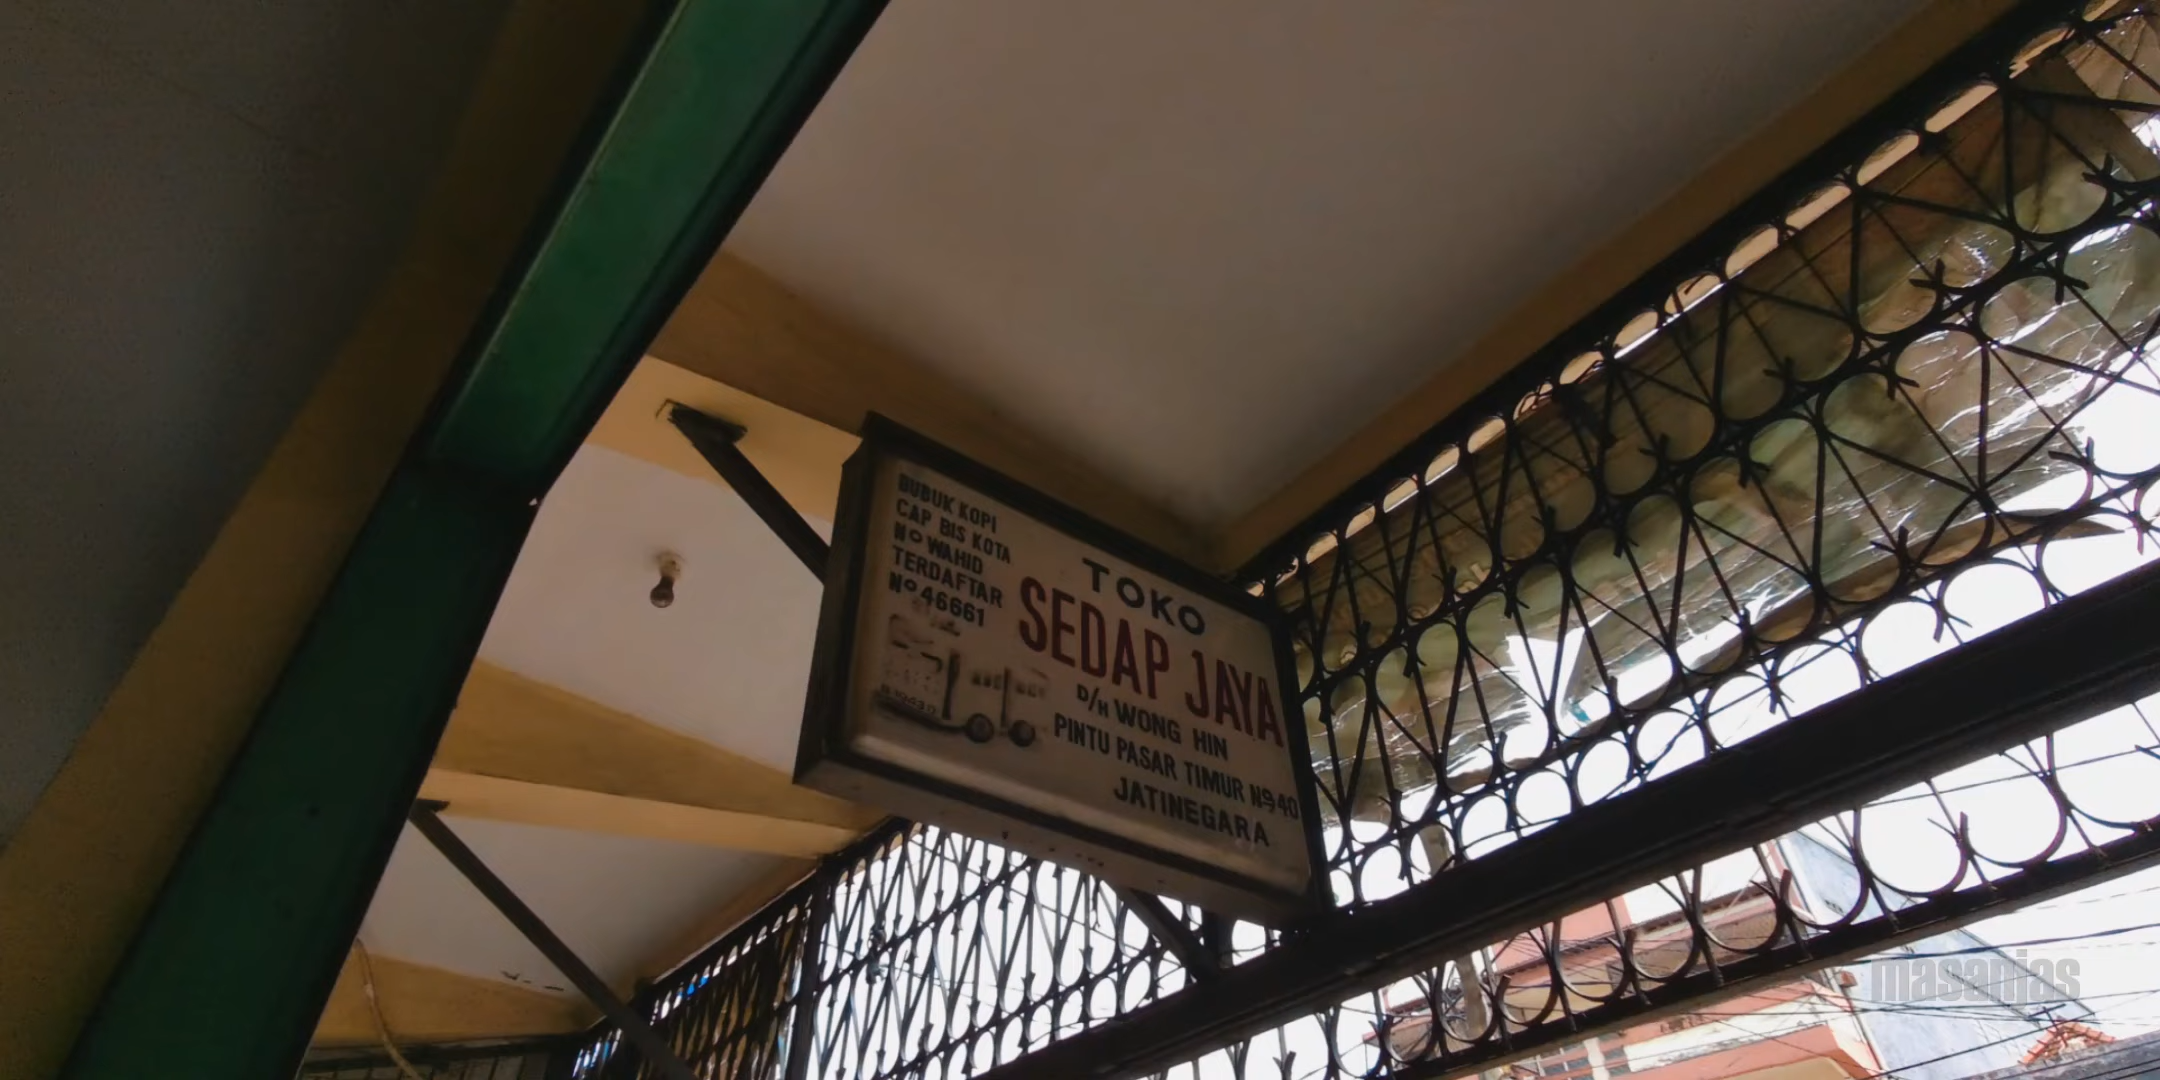 BUBUK KOPI
CAP BIS KOTA
No WAHID
TERDAFTAR
No 46661
TOKO
SEDAP JAYA
D/H WONG HIN
PINTU PASAR TIMUR No 40
JATINEGARA
masanjas